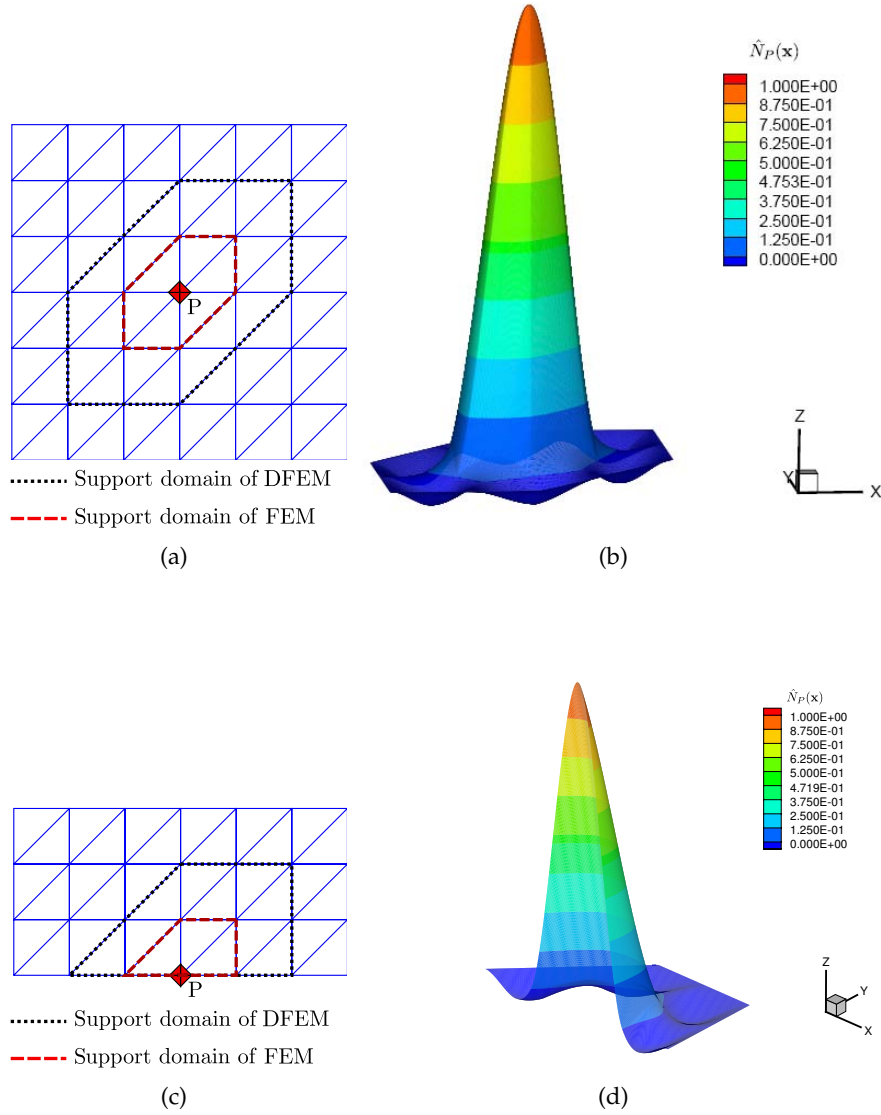 N̂_P(x)
1.000E+00
8.750E-01
7.500E-01
6.250E-01
5.000E-01
4.753E-01
3.750E-01
2.500E-01
1.250E-01
0.000E+00
P
Z
Y
X
Support domain of DFEM
Support domain of FEM
(a)
(b)
N̂_P(x)
1.000E+00
8.750E-01
7.500E-01
6.250E-01
5.000E-01
4.719E-01
3.750E-01
2.500E-01
1.250E-01
0.000E+00
P
Z
Y
X
Support domain of DFEM
Support domain of FEM
(c)
(d)